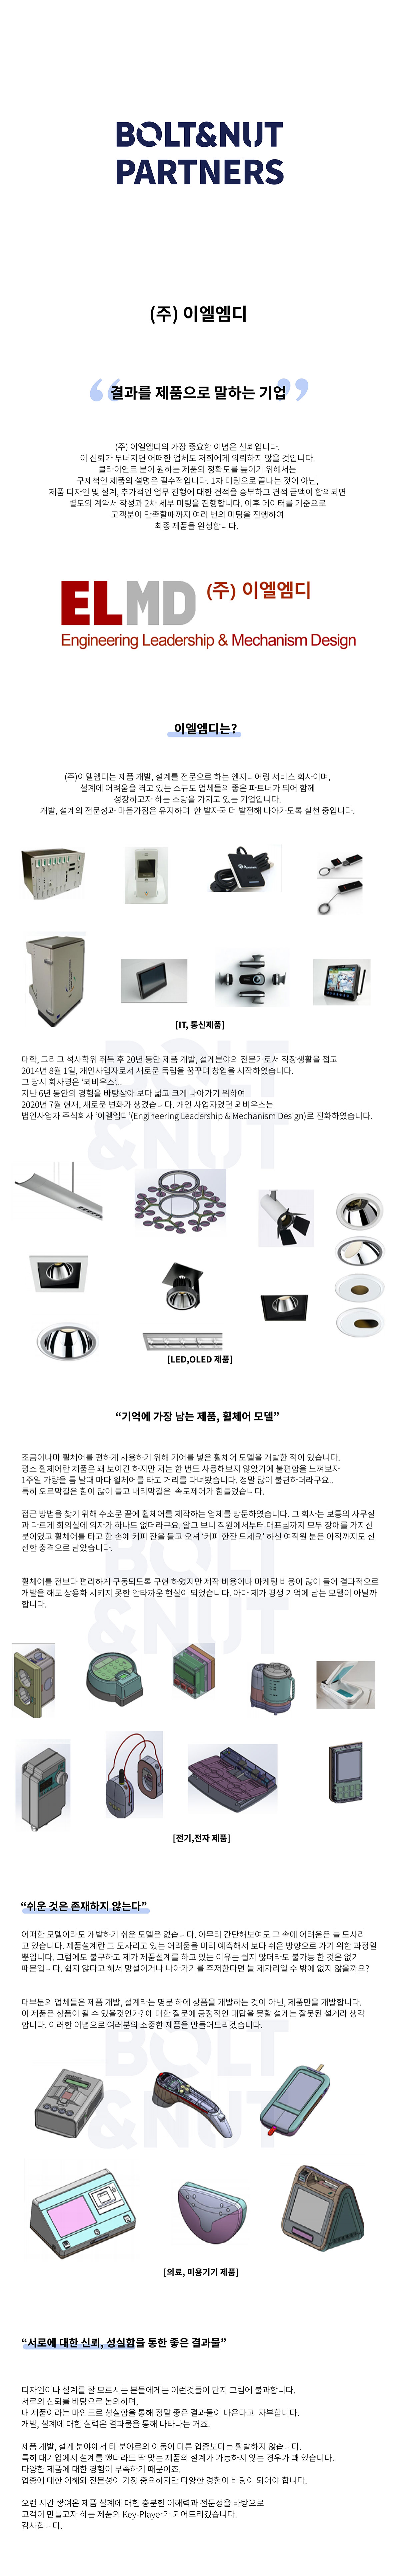 BOLT&NUT
PARTNERS
(주) 이엘엠디
“결과를 제품으로 말하는 기업”
(주) 이엘엠디의 가장 중요한 이념은 신뢰입니다.
이 신뢰가 무너지면 어떠한 업체도 저희에게 의뢰하지 않을 것입니다.
클라이언트 분이 원하는 제품의 정확도를 높이기 위해서는
구체적인 제품의 설명은 필수적입니다. 1차 미팅으로 끝나는 것이 아닌,
제품 디자인 및 설계, 추가적인 업무 진행에 대한 견적을 송부하고 견적 금액이 합의되면
별도의 계약서 작성과 2차 세부 미팅을 진행합니다. 이후 데이터를 기준으로
고객분이 만족할때까지 여러 번의 미팅을 진행하여
최종 제품을 완성합니다.
ELMD (주) 이엘엠디
Engineering Leadership & Mechanism Design
이엘엠디는?
(주)이엘엠디는 제품 개발, 설계를 전문으로 하는 엔지니어링 서비스 회사이며,
설계에 어려움을 겪고 있는 소규모 업체들의 좋은 파트너가 되어 함께
성장하고자 하는 소망을 가지고 있는 기업입니다.
개발, 설계의 전문성과 마음가짐은 유지하며 한 발자국 더 발전해 나아가도록 실천 중입니다.
[IT, 통신제품]
BOLT
&NUT
대학, 그리고 석사학위 취득 후 20년 동안 제품 개발, 설계분야의 전문가로서 직장생활을 접고
2014년 8월 1일, 개인사업자로서 새로운 독립을 꿈꾸며 창업을 시작하였습니다.
그 당시 회사명은 ‘뫼비우스’...
지난 6년 동안의 경험을 바탕삼아 보다 넓고 크게 나아가기 위하여
2020년 7월 현재, 새로운 변화가 생겼습니다. 개인 사업자였던 뫼비우스는
법인사업자 주식회사 ‘이엘엠디’(Engineering Leadership & Mechanism Design)로 진화하였습니다.
[LED,OLED 제품]
“기억에 가장 남는 제품, 휠체어 모델”
조금이나마 휠체어를 편하게 사용하기 위해 기어를 넣은 휠체어 모델을 개발한 적이 있습니다.
평소 휠체어란 제품은 꽤 보이긴 하지만 저는 한 번도 사용해보지 않았기에 불편함을 느껴보자
1주일 가량을 틈 날때 마다 휠체어를 타고 거리를 다녀봤습니다. 정말 많이 불편하더라구요..
특히 오르막길은 힘이 많이 들고 내리막길은 속도제어가 힘들었습니다.
접근 방법을 찾기 위해 수소문 끝에 휠체어를 제작하는 업체를 방문하였습니다. 그 회사는 보통의 사무실
과 다르게 회의실에 의자가 하나도 없더라구요. 알고 보니 직원에서부터 대표님까지 모두 장애를 가지신
분이였고 휠체어를 타고 한 손에 커피 잔을 들고 오셔 ‘커피 한잔 드세요’ 하신 여직원 분은 아직까지도 신
선한 충격으로 남았습니다.
BOLT
&NUT
휠체어를 전보다 편리하게 구동되도록 구현 하였지만 제작 비용이나 마케팅 비용이 많이 들어 결과적으로
개발을 해도 상용화 시키지 못한 안타까운 현실이 되었습니다. 아마 제가 평생 기억에 남는 모델이 아닐까
합니다.
[전기,전자 제품]
“쉬운 것은 존재하지 않는다”
어떠한 모델이라도 개발하기 쉬운 모델은 없습니다. 아무리 간단해보여도 그 속에 어려움은 늘 도사리
고 있습니다. 제품설계란 그 도사리고 있는 어려움을 미리 예측해서 보다 쉬운 방향으로 가기 위한 과정일
뿐입니다. 그럼에도 불구하고 제가 제품설계를 하고 있는 이유는 쉽지 않더라도 불가능 한 것은 없기
때문입니다. 쉽지 않다고 해서 망설이거나 나아가기를 주저한다면 늘 제자리일 수 밖에 없지 않을까요?
대부분의 업체들은 제품 개발, 설계라는 명분 하에 상품을 개발하는 것이 아닌, 제품만을 개발합니다.
이 제품은 상품이 될 수 있을것인가? 에 대한 질문에 긍정적인 대답을 못할 설계는 잘못된 설계라 생각
합니다. 이러한 이념으로 여러분의 소중한 제품을 만들어드리겠습니다.
BOLT
&NUT
[의료, 미용기기 제품]
“서로에 대한 신뢰, 성실함을 통한 좋은 결과물”
디자인이나 설계를 잘 모르시는 분들에게는 이런것들이 단지 그림에 불과합니다.
서로의 신뢰를 바탕으로 논의하며,
내 제품이라는 마인드로 성실함을 통해 정말 좋은 결과물이 나온다고 자부합니다.
개발, 설계에 대한 실력은 결과물을 통해 나타나는 거죠.
제품 개발, 설계 분야에서 타 분야로의 이동이 다른 업종보다는 활발하지 않습니다.
특히 대기업에서 설계를 했더라도 딱 맞는 제품의 설계가 가능하지 않는 경우가 꽤 있습니다.
다양한 제품에 대한 경험이 부족하기 때문이죠.
업종에 대한 이해와 전문성이 가장 중요하지만 다양한 경험이 바탕이 되어야 합니다.
오랜 시간 쌓여온 제품 설계에 대한 충분한 이해력과 전문성을 바탕으로
고객이 만들고자 하는 제품의 Key-Player가 되어드리겠습니다.
감사합니다.